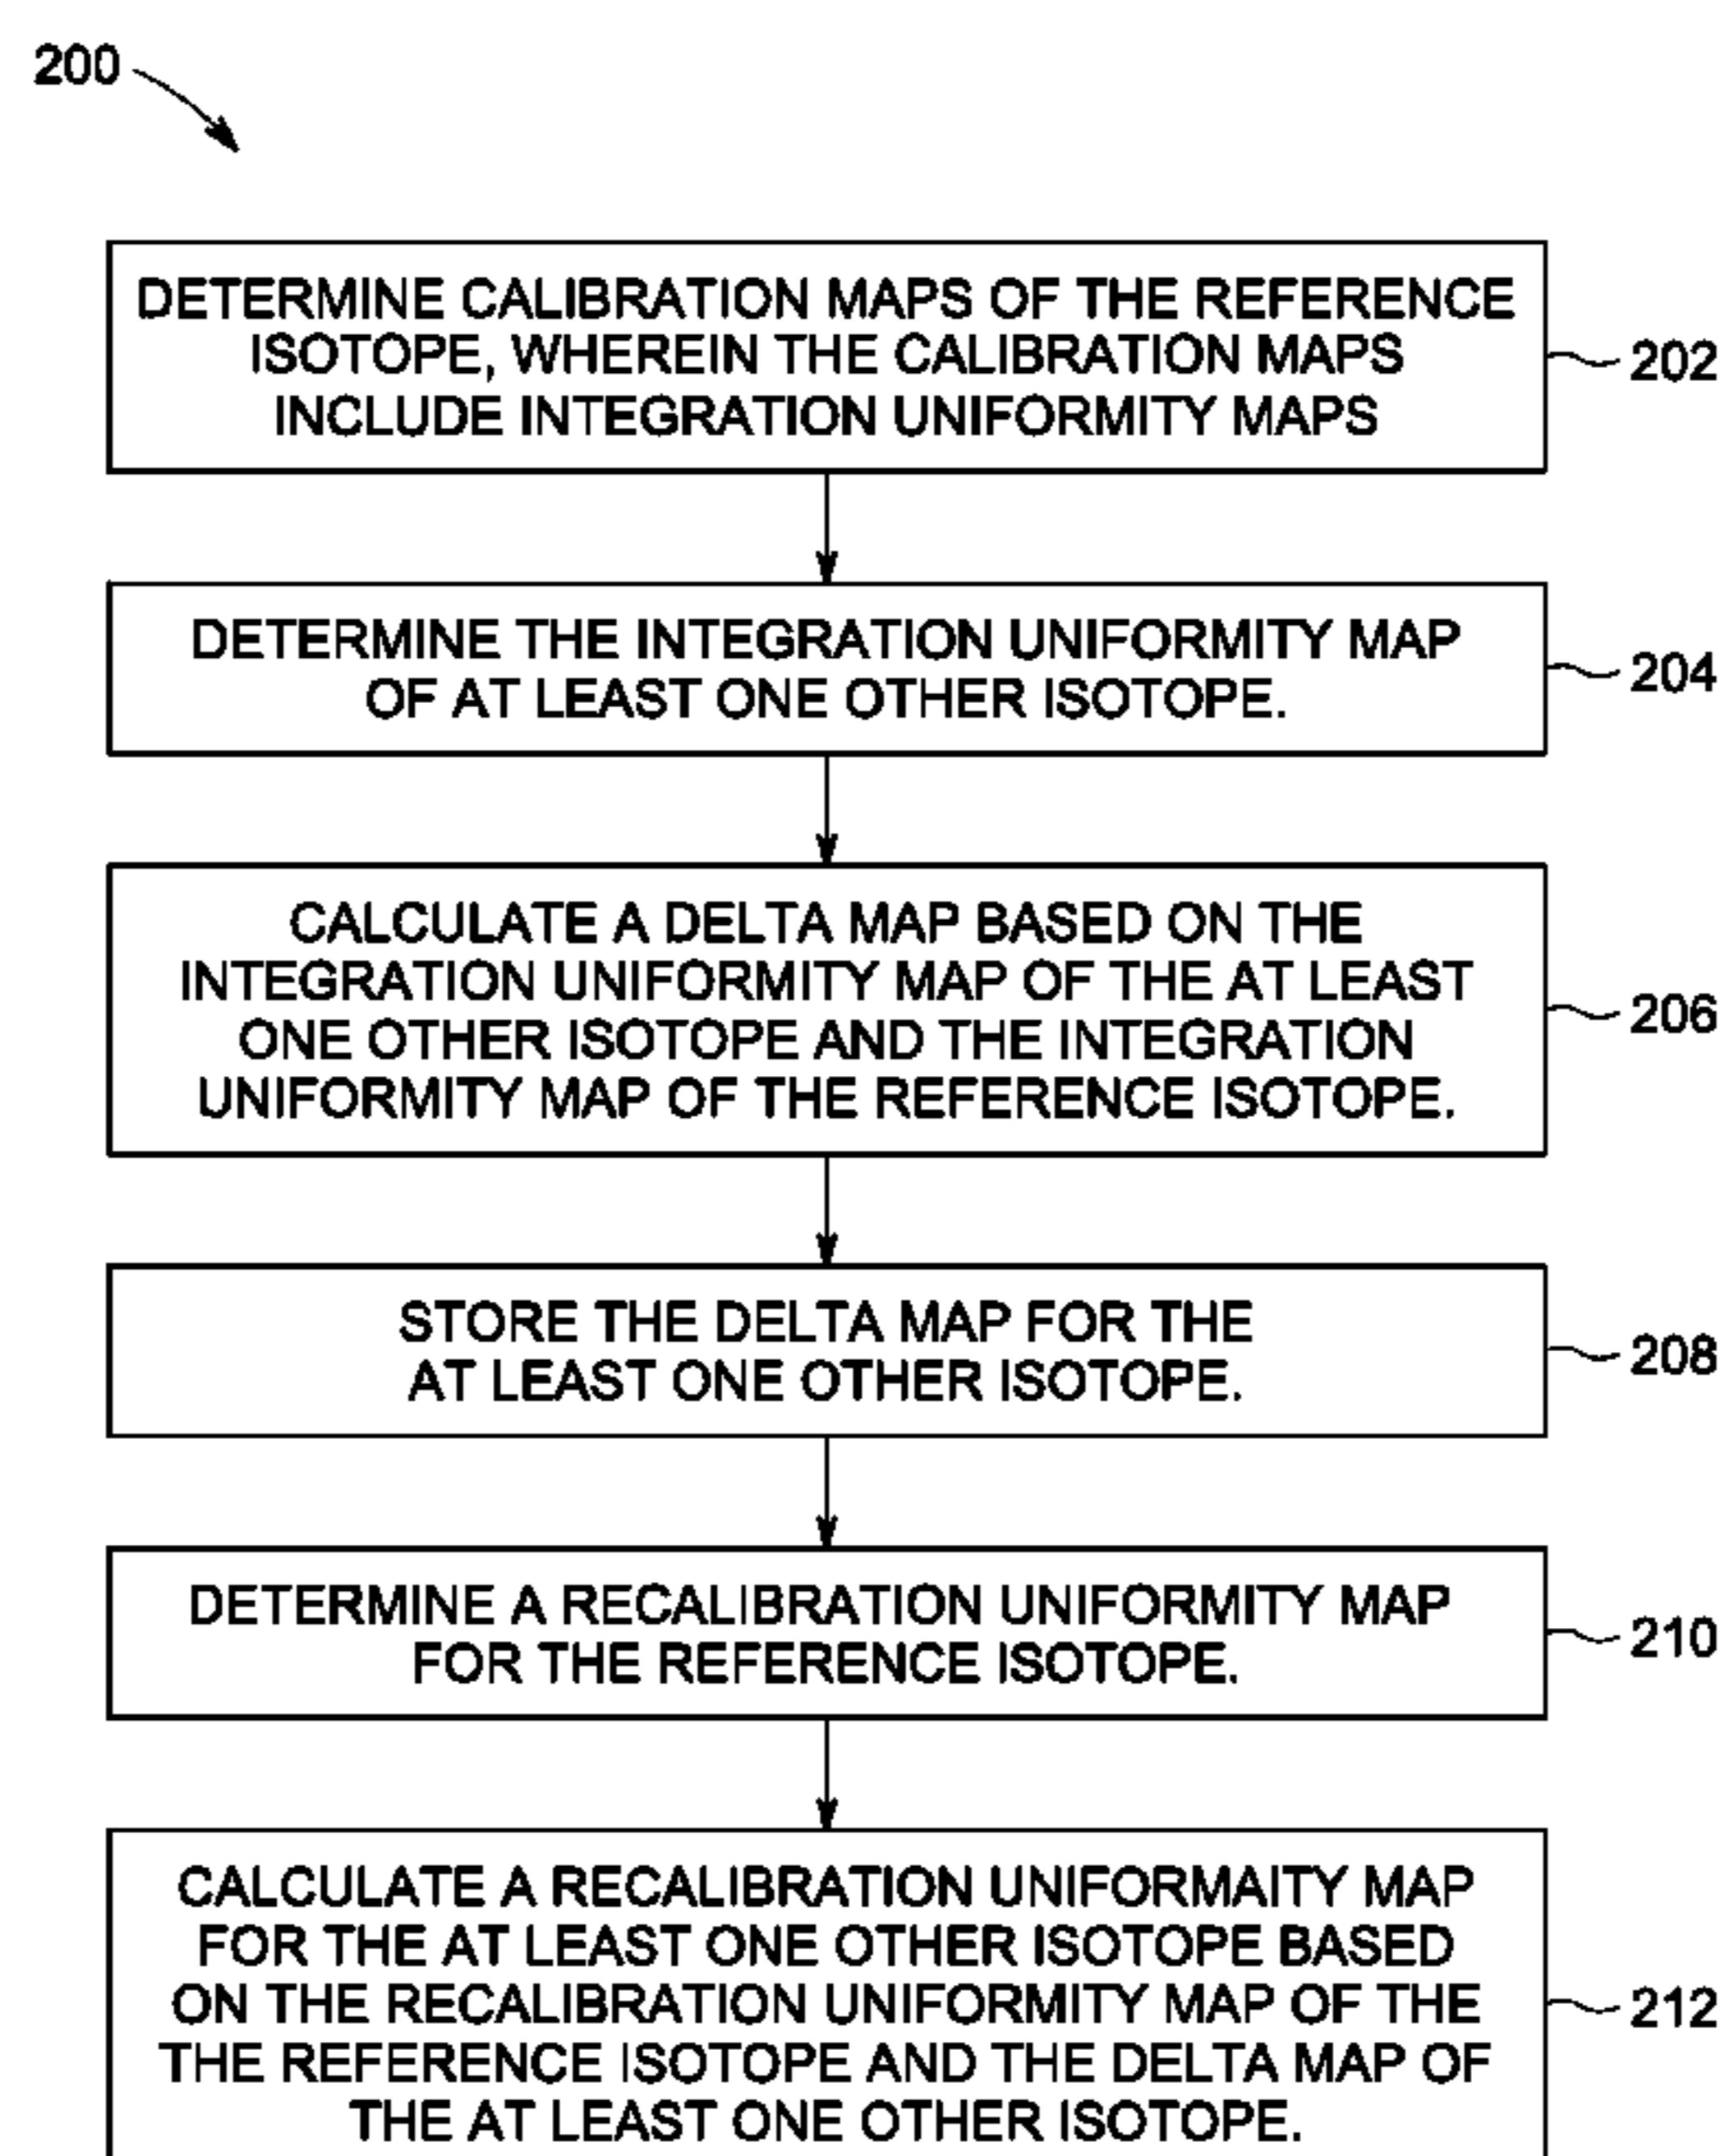 200
DETERMINE CALIBRATION MAPS OF THE REFERENCE
ISOTOPE, WHEREIN THE CALIBRATION MAPS
INCLUDE INTEGRATION UNIFORMITY MAPS
202
DETERMINE THE INTEGRATION UNIFORMITY MAP
OF AT LEAST ONE OTHER ISOTOPE.
204
CALCULATE A DELTA MAP BASED ON THE
INTEGRATION UNIFORMITY MAP OF THE AT LEAST
ONE OTHER ISOTOPE AND THE INTEGRATION
UNIFORMITY MAP OF THE REFERENCE ISOTOPE.
206
STORE THE DELTA MAP FOR THE
AT LEAST ONE OTHER ISOTOPE.
208
DETERMINE A RECALIBRATION UNIFORMITY MAP
FOR THE REFERENCE ISOTOPE.
210
CALCULATE A RECALIBRATION UNIFORMAITY MAP
FOR THE AT LEAST ONE OTHER ISOTOPE BASED
ON THE RECALIBRATION UNIFORMITY MAP OF THE
THE REFERENCE ISOTOPE AND THE DELTA MAP OF
THE AT LEAST ONE OTHER ISOTOPE.
212